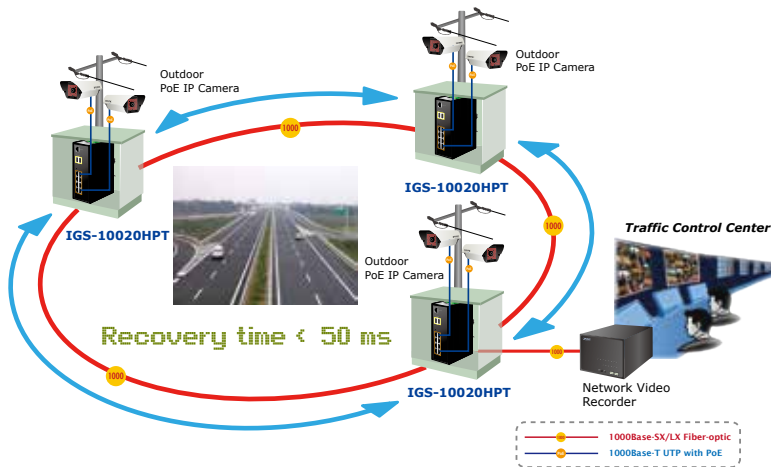 Outdoor
PoE IP Camera
Outdoor
PoE IP Camera
1000
IGS-10020HPT
IGS-10020HPT
1000
Traffic Control Center
Outdoor
PoE IP Camera
Recovery time < 50 ms
1000
1000
IGS-10020HPT
Network Video
Recorder
1000Base-SX/LX Fiber-optic
1000Base-T UTP with PoE